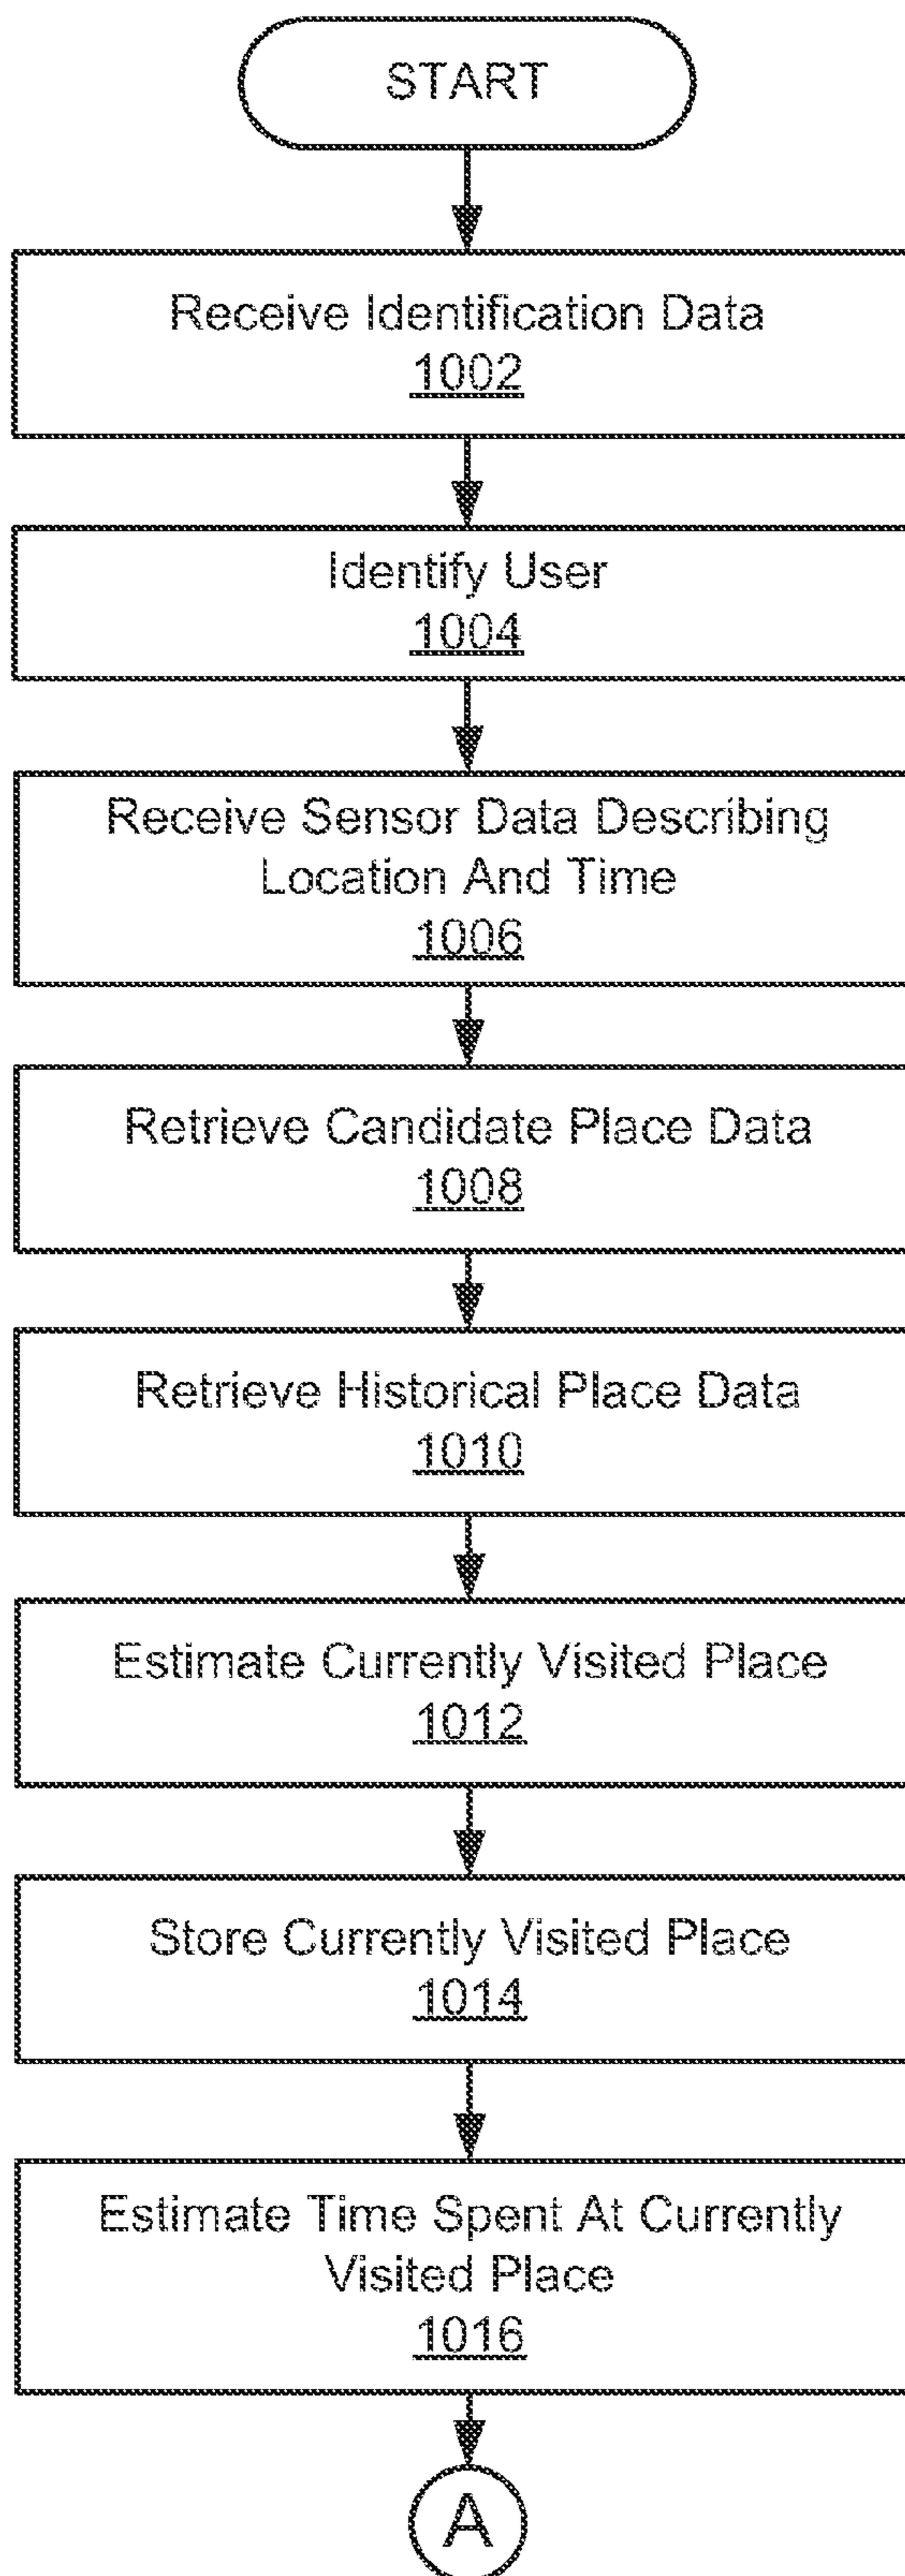 START
Receive Identification Data
1002
Identify User
1004
Receive Sensor Data Describing
Location And Time
1006
Retrieve Candidate Place Data
1008
Retrieve Historical Place Data
1010
Estimate Currently Visited Place
1012
Store Currently Visited Place
1014
Estimate Time Spent At Currently
Visited Place
1016
A